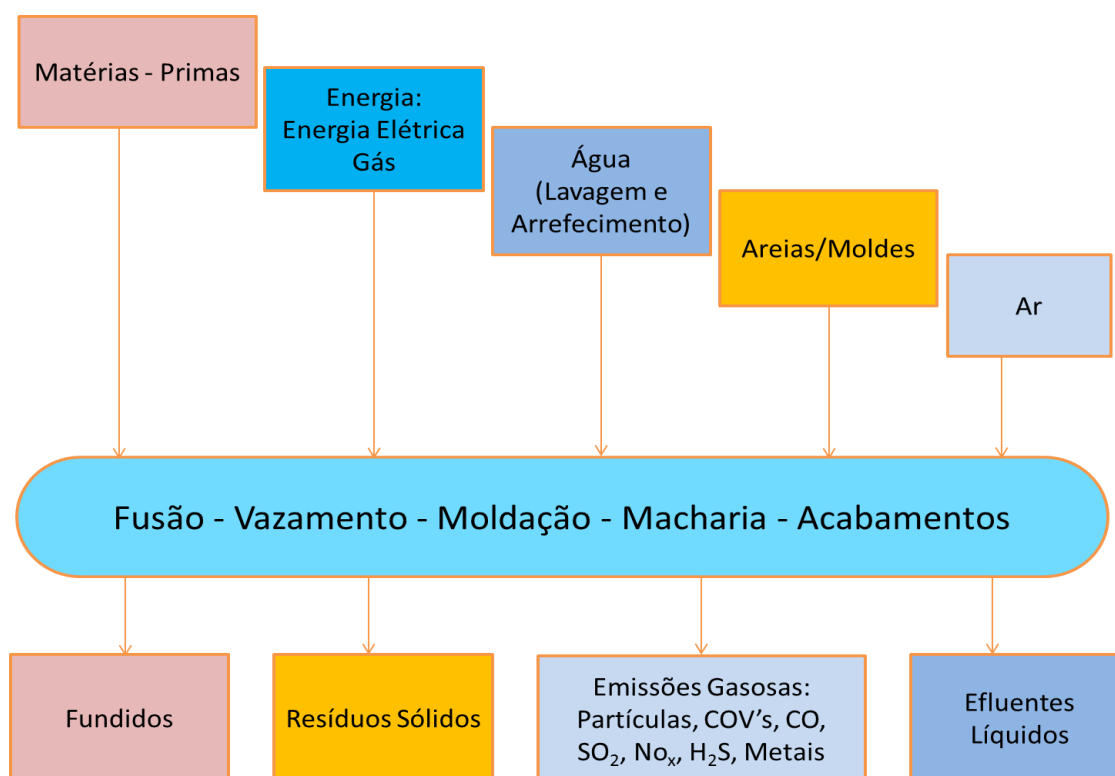 Matérias - Primas
Energia:
Energia Elétrica
Gás
Água
(Lavagem e
Arrefecimento)
Areias/Moldes
Ar
Fusão - Vazamento - Moldação - Macharia - Acabamentos
Fundidos
Resíduos Sólidos
Emissões Gasosas:
Partículas, COV’s, CO,
SO₂, Noₓ, H₂S, Metais
Efluentes
Líquidos